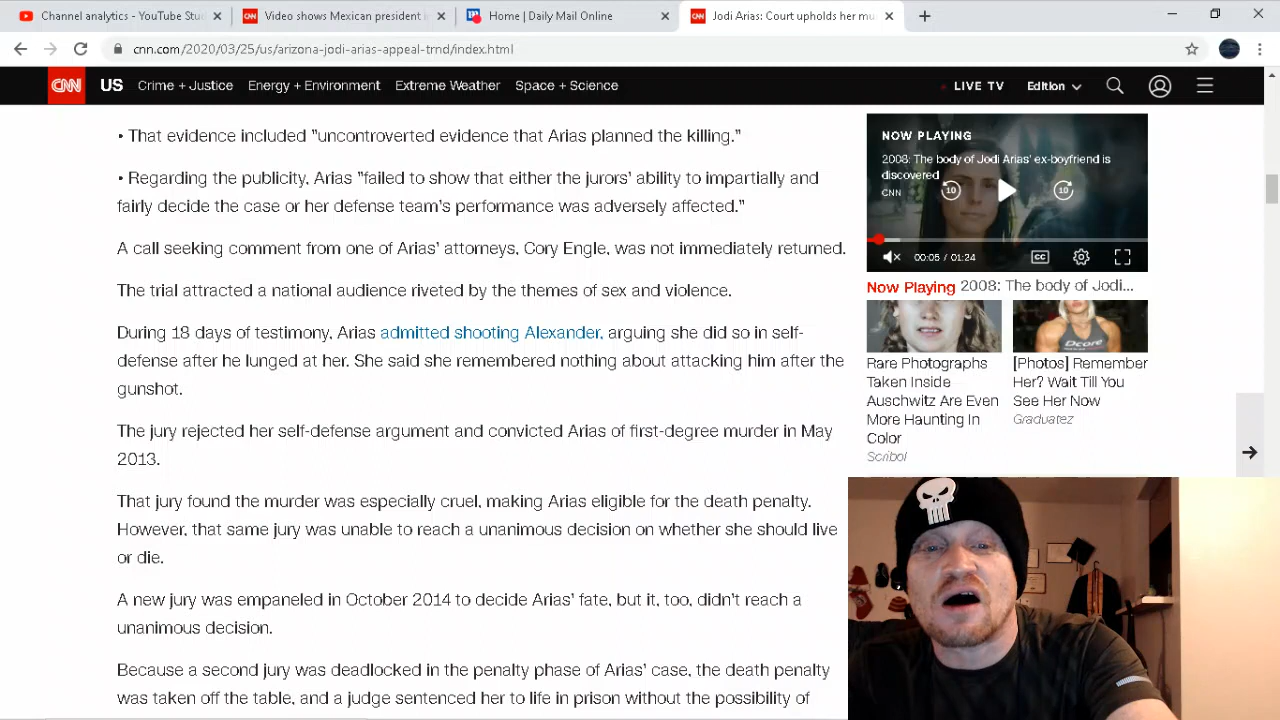 Channel analytics - YouTube Stu
Video shows Mexican president
Home | Daily Mail Online
Jodi Arias: Court upholds her mu
cnn.com/2020/03/25/us/arizona-jodi-arias-appeal-trnd/index.html
CNN US Crime + Justice Energy + Environment Extreme Weather Space + Science LIVE TV Edition
• That evidence included "uncontroverted evidence that Arias planned the killing."
• Regarding the publicity, Arias "failed to show that either the jurors' ability to impartially and
fairly decide the case or her defense team's performance was adversely affected."
A call seeking comment from one of Arias' attorneys, Cory Engle, was not immediately returned.
The trial attracted a national audience riveted by the themes of sex and violence.
During 18 days of testimony, Arias admitted shooting Alexander, arguing she did so in self-
defense after he lunged at her. She said she remembered nothing about attacking him after the
gunshot.
The jury rejected her self-defense argument and convicted Arias of first-degree murder in May
2013.
That jury found the murder was especially cruel, making Arias eligible for the death penalty.
However, that same jury was unable to reach a unanimous decision on whether she should live
or die.
A new jury was empaneled in October 2014 to decide Arias' fate, but it, too, didn't reach a
unanimous decision.
Because a second jury was deadlocked in the penalty phase of Arias' case, the death penalty
was taken off the table, and a judge sentenced her to life in prison without the possibility of
NOW PLAYING
2008: The body of Jodi Arias' ex-boyfriend is
discovered
CNN
10
10
00:05 / 01:24
CC
Now Playing 2008: The body of Jodi...
Dcore
Rare Photographs
Taken Inside
Auschwitz Are Even
More Haunting In
Color
Scribol
[Photos] Remember
Her? Wait Till You
See Her Now
Graduatez